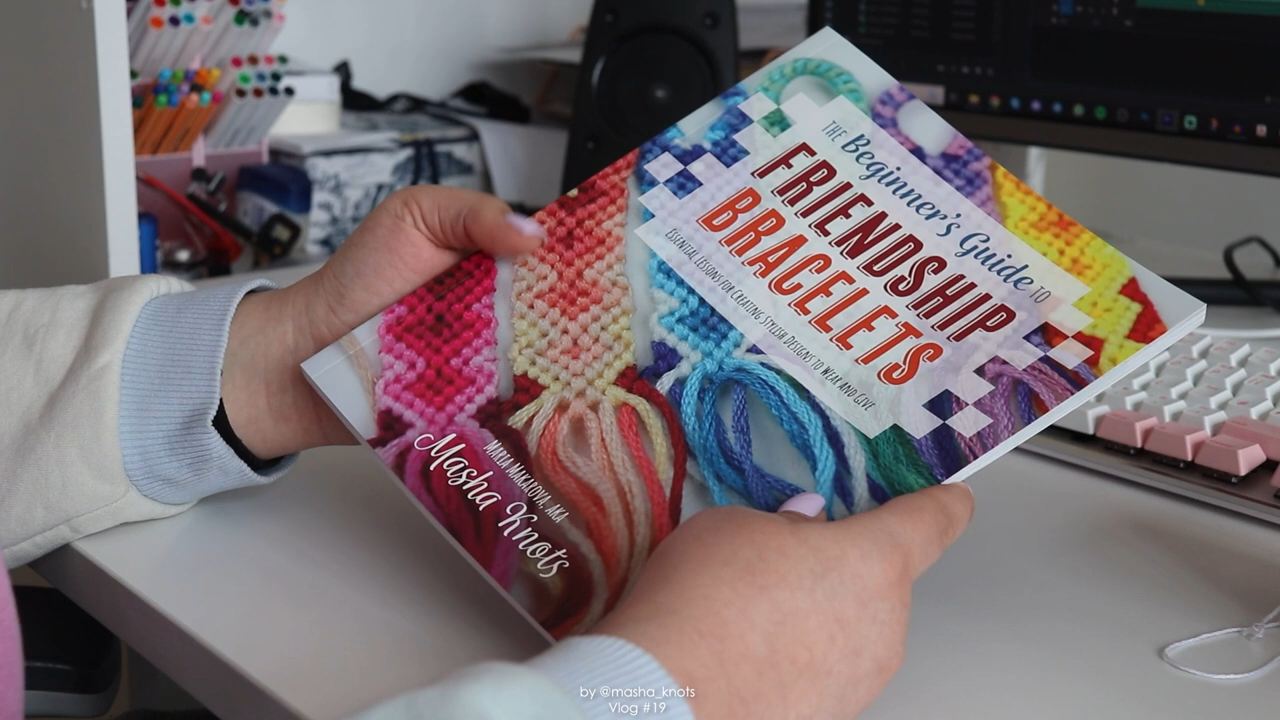 THE Beginner's Guide TO
FRIENDSHIP
BRACELETS
ESSENTIAL LESSONS FOR CREATING STYLISH DESIGNS TO WEAR AND GIVE
MARIA MAKAROVA, AKA
Masha Knots
by @masha_knots
Vlog #19